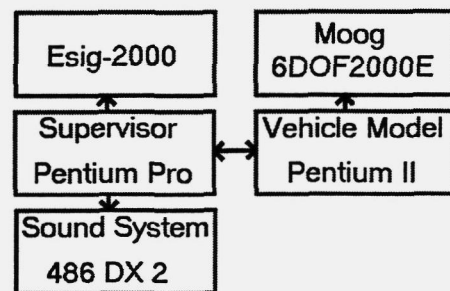 Esig-2000
Moog
6DOF2000E
Supervisor
Pentium Pro
Vehicle Model
Pentium II
Sound System
486 DX 2